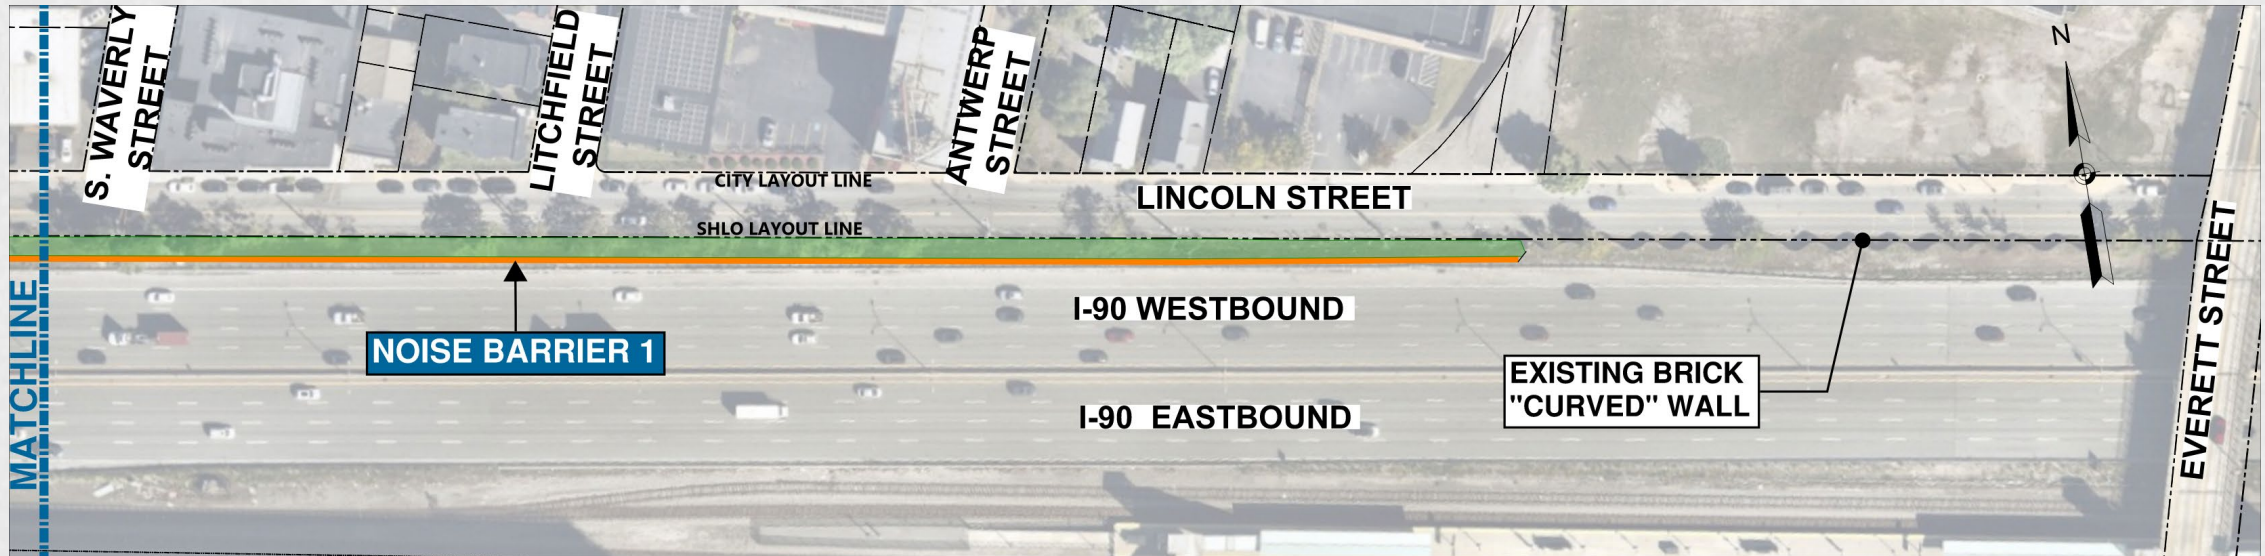 S. WAVERLY
STREET
LITCHFIELD
STREET
ANTWERP
STREET
N
CITY LAYOUT LINE
LINCOLN STREET
SHLO LAYOUT LINE
I-90 WESTBOUND
NOISE BARRIER 1
EXISTING BRICK
"CURVED" WALL
I-90 EASTBOUND
MATCHLINE
EVERETT STREET